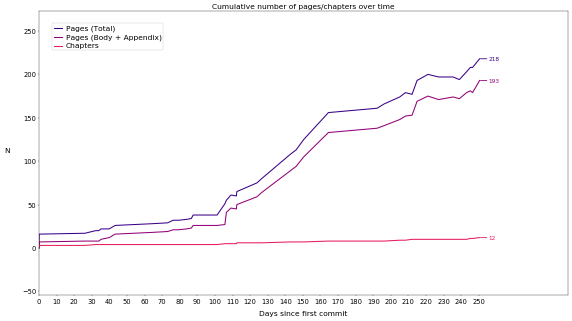 Cumulative number of pages/chapters over time
Pages (Total)
Pages (Body + Appendix)
Chapters
250
200
150
100
50
0
−50
N
218
193
12
0 10 20 30 40 50 60 70 80 90 100 110 120 130 140 150 160 170 180 190 200 210 220 230 240 250
Days since first commit